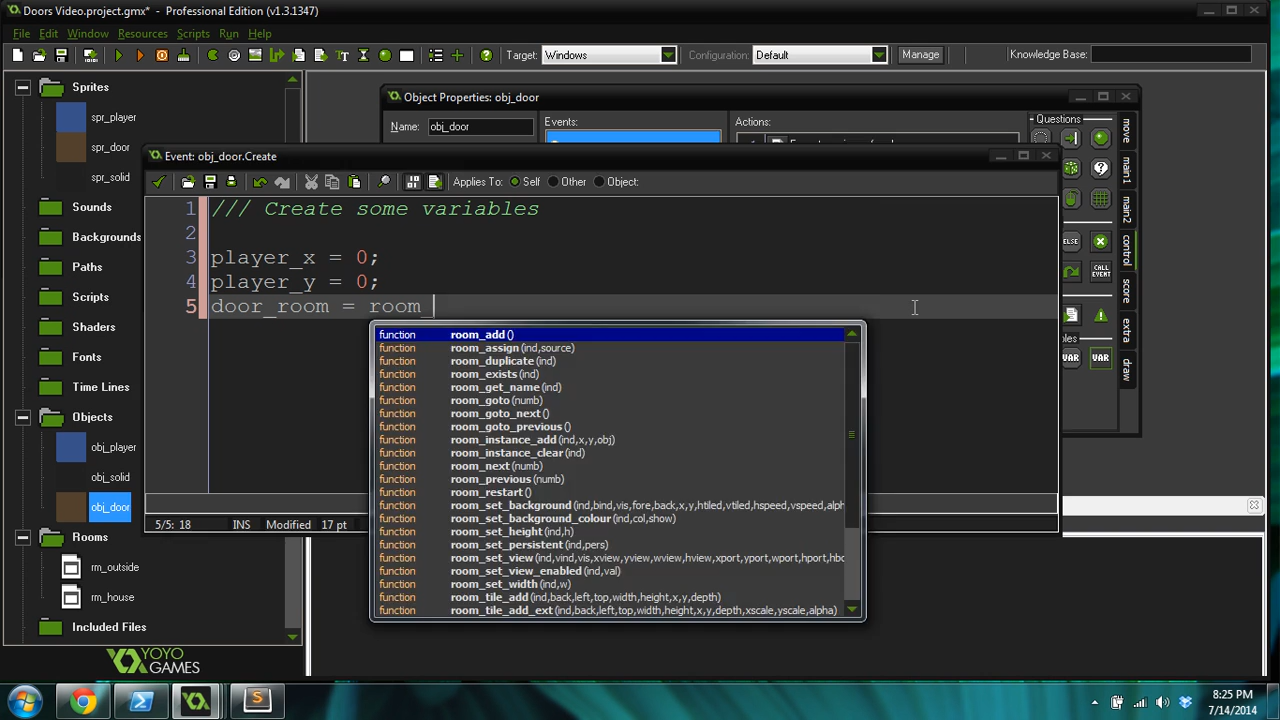 Doors Video.project.gmx* - Professional Edition (v1.3.1347)
File Edit Window Resources Scripts Run Help
Target: Windows Configuration: Default Manage Knowledge Base:
Sprites
spr_player
spr_door
spr_solid
Sounds
Backgrounds
Paths
Scripts
Shaders
Fonts
Time Lines
Objects
obj_player
obj_solid
obj_door
Rooms
rm_outside
rm_house
Included Files
YOYO
GAMES
Object Properties: obj_door
Name: obj_door Events: Actions: Questions
move
main1
main2
control
score
extra
draw
ELSE
CALL
EVENT
VAR VAR
Event: obj_door.Create
Applies To: Self Other Object:
1 /// Create some variables
2
3 player_x = 0;
4 player_y = 0;
5 door_room = room_
function room_add()
function room_assign(ind,source)
function room_duplicate(ind)
function room_exists(ind)
function room_get_name(ind)
function room_goto(numb)
function room_goto_next()
function room_goto_previous()
function room_instance_add(ind,x,y,obj)
function room_instance_clear(ind)
function room_next(numb)
function room_previous(numb)
function room_restart()
function room_set_background(ind,bind,vis,fore,back,x,y,htiled,vtiled,hspeed,vspeed,alph
function room_set_background_colour(ind,col,show)
function room_set_height(ind,h)
function room_set_persistent(ind,pers)
function room_set_view(ind,vind,vis,xview,yview,wview,hview,xport,yport,wport,hport,hbo
function room_set_view_enabled(ind,val)
function room_set_width(ind,w)
function room_tile_add(ind,back,left,top,width,height,x,y,depth)
function room_tile_add_ext(ind,back,left,top,width,height,x,y,depth,xscale,yscale,alpha)
5/5: 18 INS Modified 17 pt
8:25 PM
7/14/2014